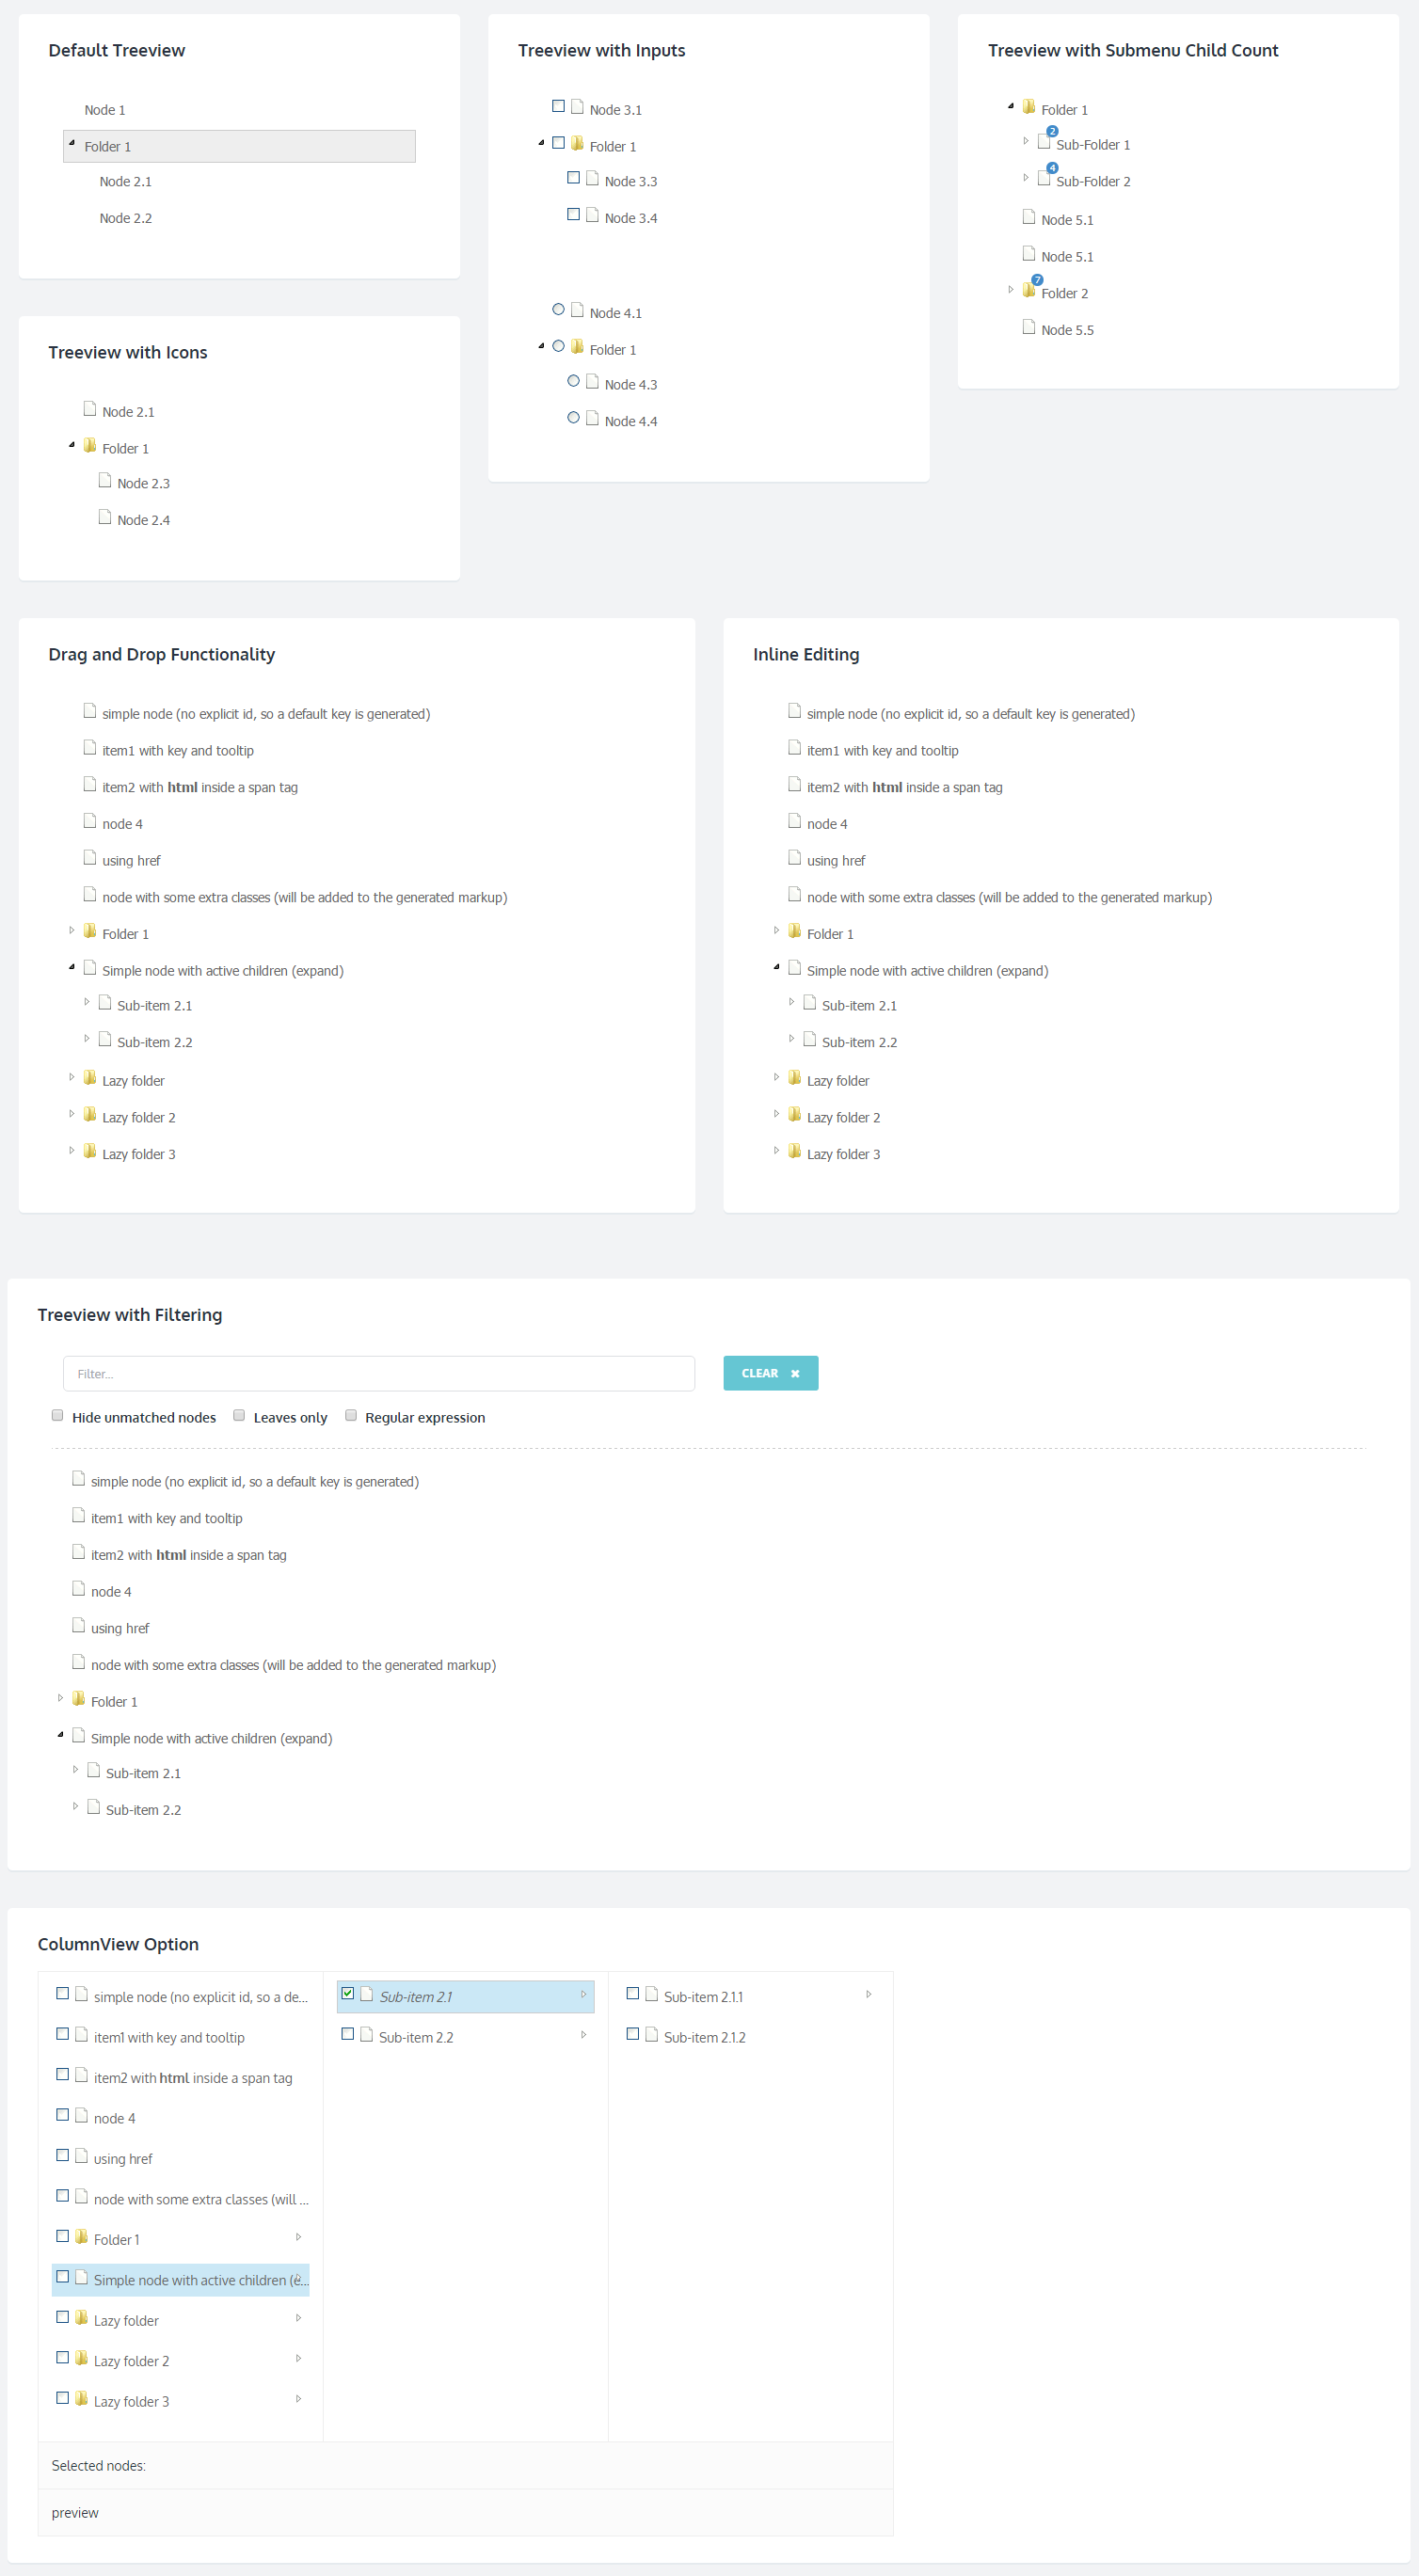 Default Treeview
Node 1
Folder 1
Node 2.1
Node 2.2
Treeview with Icons
Node 2.1
Folder 1
Node 2.3
Node 2.4
Treeview with Inputs
Node 3.1
Folder 1
Node 3.3
Node 3.4
Node 4.1
Folder 1
Node 4.3
Node 4.4
Treeview with Submenu Child Count
Folder 1
2 Sub-Folder 1
4 Sub-Folder 2
Node 5.1
Node 5.1
7 Folder 2
Node 5.5
Drag and Drop Functionality
simple node (no explicit id, so a default key is generated)
item1 with key and tooltip
item2 with html inside a span tag
node 4
using href
node with some extra classes (will be added to the generated markup)
Folder 1
Simple node with active children (expand)
Sub-item 2.1
Sub-item 2.2
Lazy folder
Lazy folder 2
Lazy folder 3
Inline Editing
simple node (no explicit id, so a default key is generated)
item1 with key and tooltip
item2 with html inside a span tag
node 4
using href
node with some extra classes (will be added to the generated markup)
Folder 1
Simple node with active children (expand)
Sub-item 2.1
Sub-item 2.2
Lazy folder
Lazy folder 2
Lazy folder 3
Treeview with Filtering
Filter...
CLEAR
Hide unmatched nodes Leaves only Regular expression
simple node (no explicit id, so a default key is generated)
item1 with key and tooltip
item2 with html inside a span tag
node 4
using href
node with some extra classes (will be added to the generated markup)
Folder 1
Simple node with active children (expand)
Sub-item 2.1
Sub-item 2.2
ColumnView Option
simple node (no explicit id, so a de...
item1 with key and tooltip
item2 with html inside a span tag
node 4
using href
node with some extra classes (will ...
Folder 1
Simple node with active children (e...
Lazy folder
Lazy folder 2
Lazy folder 3
Sub-item 2.1
Sub-item 2.2
Sub-item 2.1.1
Sub-item 2.1.2
Selected nodes:
preview